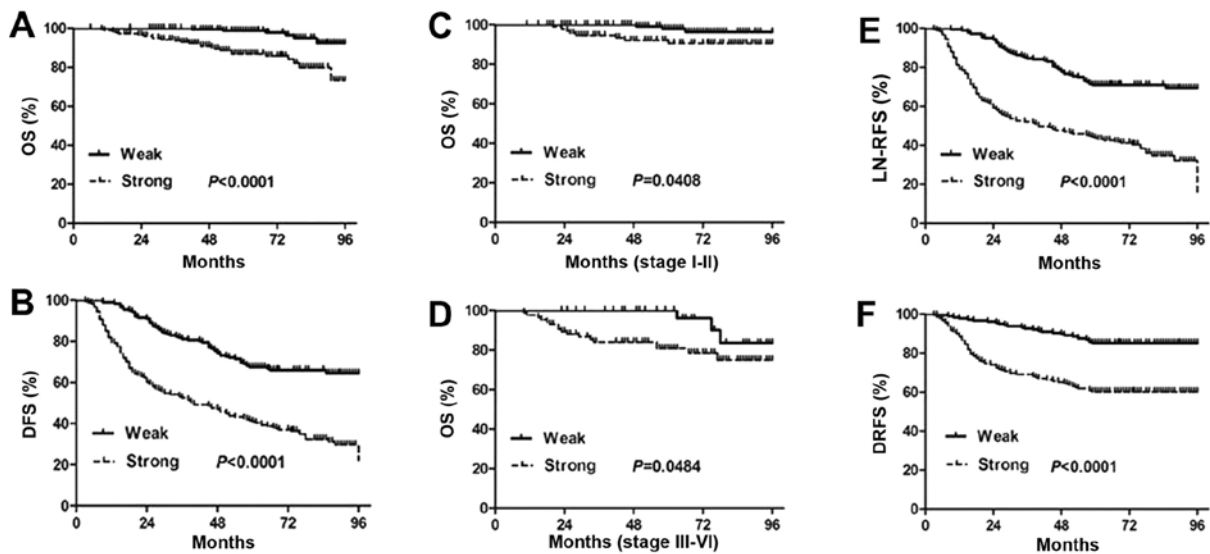 A
OS (%)
100
80
60
40
20
0
Weak
Strong P<0.0001
0 24 48 72 96
Months
B
DFS (%)
100
80
60
40
20
0
Weak
Strong P<0.0001
0 24 48 72 96
Months
C
OS (%)
100
80
60
40
20
0
Weak
Strong P=0.0408
0 24 48 72 96
Months (stage I-II)
D
OS (%)
100
80
60
40
20
0
Weak
Strong P=0.0484
0 24 48 72 96
Months (stage III-VI)
E
LN-RFS (%)
100
80
60
40
20
0
Weak
Strong P<0.0001
0 24 48 72 96
Months
F
DRFS (%)
100
80
60
40
20
0
Weak
Strong P<0.0001
0 24 48 72 96
Months